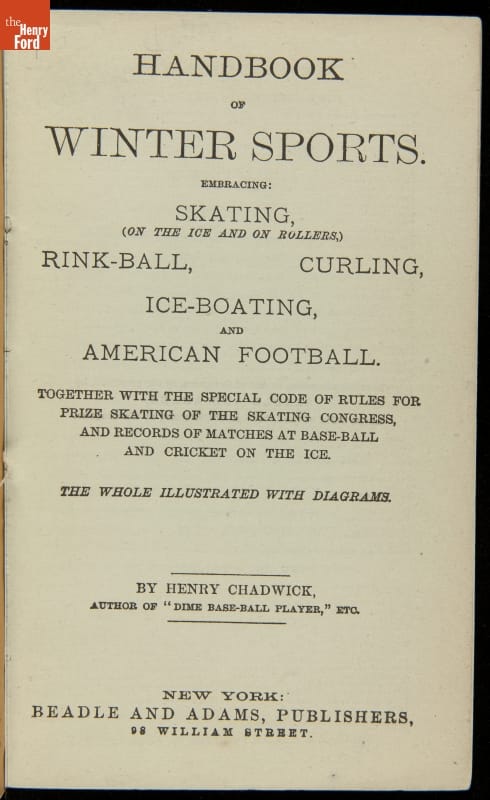 the
Henry
Ford
HANDBOOK
OF
WINTER SPORTS.
EMBRACING:
SKATING,
(ON THE ICE AND ON ROLLERS,)
RINK-BALL, CURLING,
ICE-BOATING,
AND
AMERICAN FOOTBALL.
TOGETHER WITH THE SPECIAL CODE OF RULES FOR
PRIZE SKATING OF THE SKATING CONGRESS,
AND RECORDS OF MATCHES AT BASE-BALL
AND CRICKET ON THE ICE.
THE WHOLE ILLUSTRATED WITH DIAGRAMS.
BY HENRY CHADWICK,
AUTHOR OF "DIME BASE-BALL PLAYER," ETC.
NEW YORK:
BEADLE AND ADAMS, PUBLISHERS,
98 WILLIAM STREET.